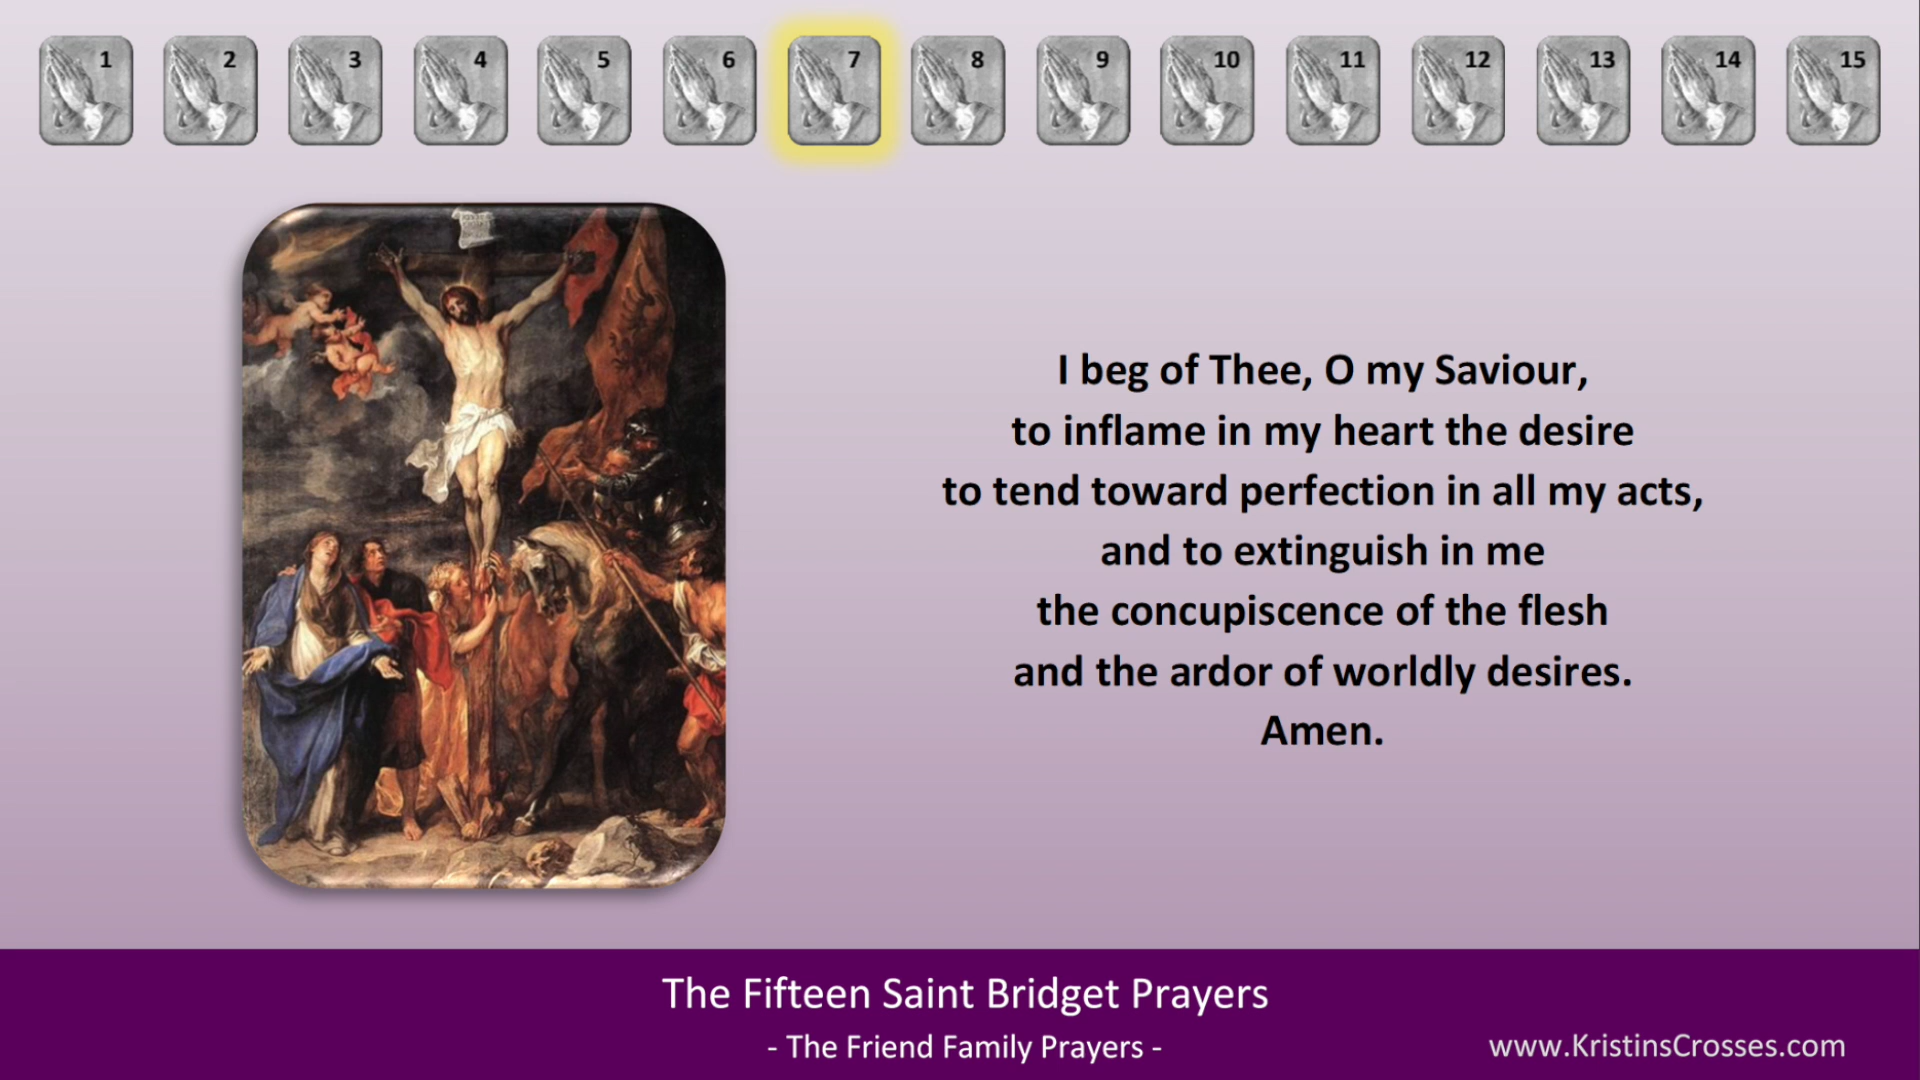 1 2 3 4 5 6 7 8 9 10 11 12 13 14 15
I beg of Thee, O my Saviour,
to inflame in my heart the desire
to tend toward perfection in all my acts,
and to extinguish in me
the concupiscence of the flesh
and the ardor of worldly desires.
Amen.
The Fifteen Saint Bridget Prayers
- The Friend Family Prayers -
www.KristinsCrosses.com